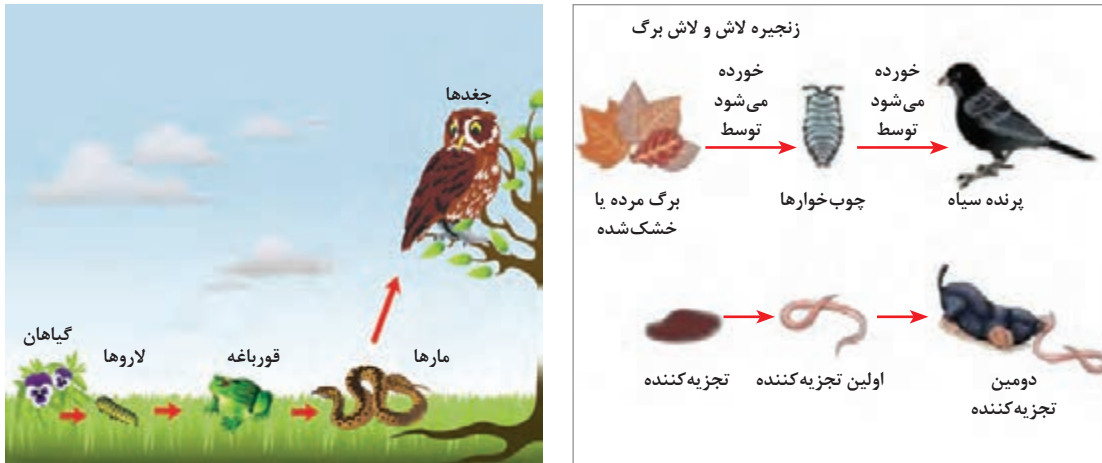 زنجیره لاش و لاش برگ
خورده
می‌شود
توسط
خورده
می‌شود
توسط
برگ مرده یا
خشک‌شده
چوب‌خوارها
پرنده سیاه
تجزیه‌کننده
اولین تجزیه‌کننده
دومین
تجزیه‌کننده
جغدها
گیاهان
لاروها
قورباغه
مارها